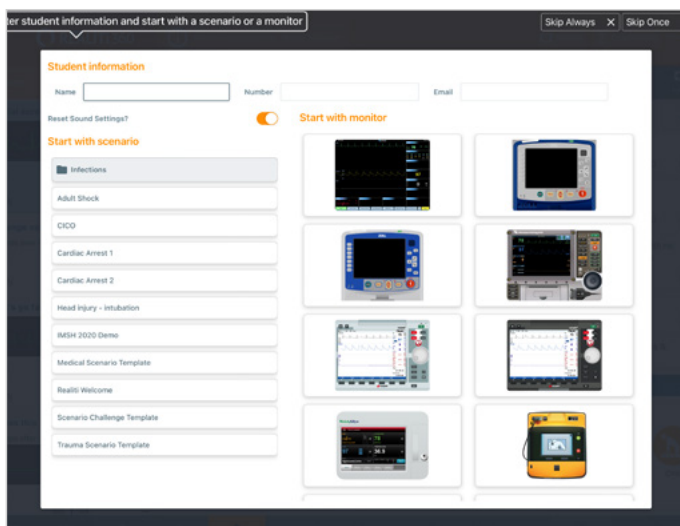 ter student information and start with a scenario or a monitor
Skip Always X Skip Once
Student information
Name
Number
Email
Reset Sound Settings?
Start with scenario
Infections
Adult Shock
CICO
Cardiac Arrest 1
Cardiac Arrest 2
Head injury - intubation
IMSH 2020 Demo
Medical Scenario Template
Realiti Welcome
Scenario Challenge Template
Trauma Scenario Template
Start with monitor